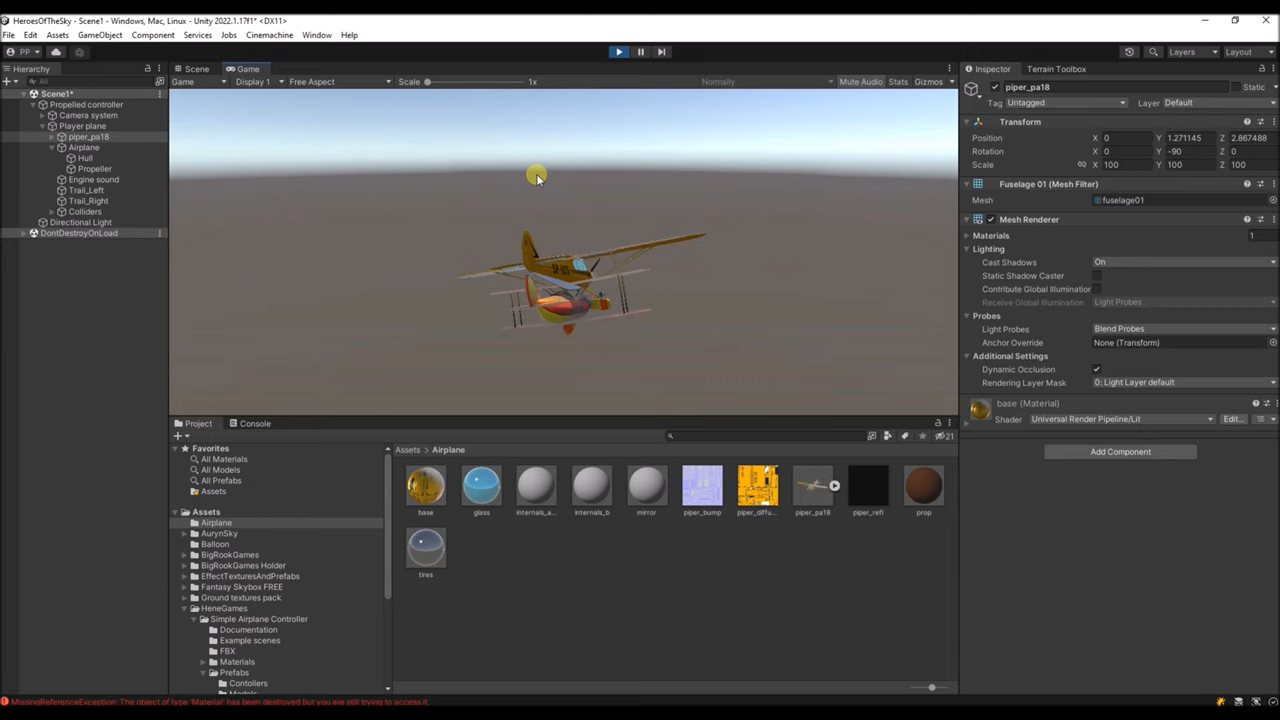 HeroesOfTheSky - Scene1 - Windows, Mac, Linux - Unity 2022.1.17f1* <DX11>
File Edit Assets GameObject Component Services Jobs Cinemachine Window Help
PP Layers Layout
Hierarchy Scene Game Inspector Terrain Toolbox
All Game Display 1 Free Aspect Scale 1x Normally Mute Audio Stats Gizmos
piper_pa18 Static
Tag Untagged Layer Default
Scene1*
Propelled controller
Camera system
Player plane
piper_pa18
Airplane
Hull
Propeller
Engine sound
Trail_Left
Trail_Right
Colliders
Directional Light
DontDestroyOnLoad
Transform
Position X 0 Y 1.271145 Z 2.867488
Rotation X 0 Y -90 Z 0
Scale X 100 Y 100 Z 100
Fuselage 01 (Mesh Filter)
Mesh fuselage01
Mesh Renderer
Materials 1
Lighting
Cast Shadows On
Static Shadow Caster
Contribute Global Illumination
Receive Global Illumination Light Probes
Probes
Light Probes Blend Probes
Anchor Override None (Transform)
Additional Settings
Dynamic Occlusion
Rendering Layer Mask 0: Light Layer default
base (Material)
Shader Universal Render Pipeline/Lit Edit...
Add Component
Project Console
21
Favorites
All Materials
All Models
All Prefabs
Assets
Assets
Airplane
AurynSky
Balloon
BigRookGames
BigRookGames Holder
EffectTexturesAndPrefabs
Fantasy Skybox FREE
Ground textures pack
HeneGames
Simple Airplane Controller
Documentation
Example scenes
FBX
Materials
Prefabs
Contollers
Models
Assets > Airplane
base glass internals_a... internals_b mirror piper_bump piper_diffu... piper_pa18 piper_refl prop
tires
MissingReferenceException: The object of type 'Material' has been destroyed but you are still trying to access it.